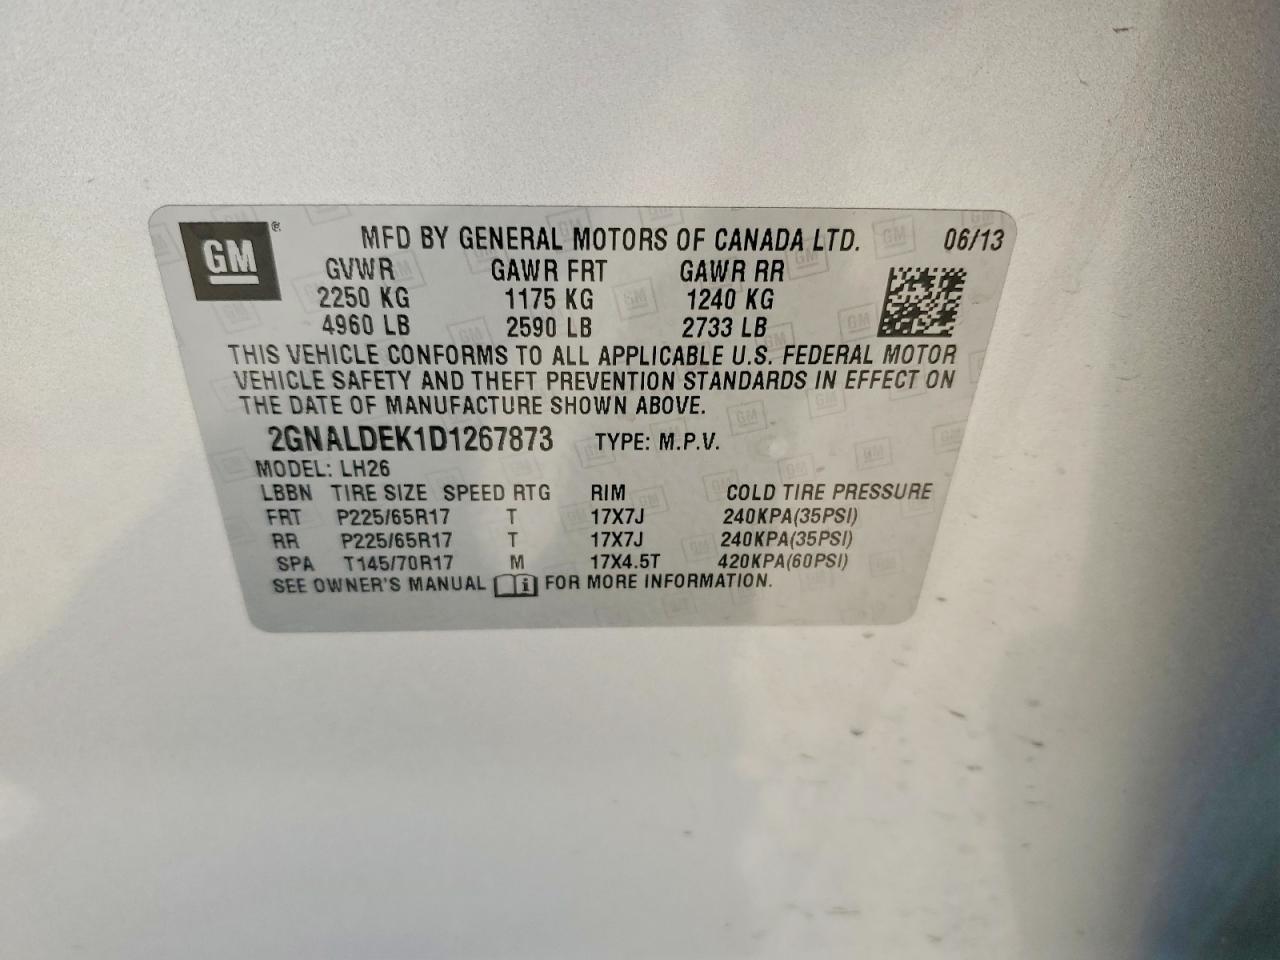 GM® MFD BY GENERAL MOTORS OF CANADA LTD. 06/13
GVWR GAWR FRT GAWR RR
2250 KG 1175 KG 1240 KG
4960 LB 2590 LB 2733 LB
THIS VEHICLE CONFORMS TO ALL APPLICABLE U.S. FEDERAL MOTOR
VEHICLE SAFETY AND THEFT PREVENTION STANDARDS IN EFFECT ON
THE DATE OF MANUFACTURE SHOWN ABOVE.
2GNALDEK1D1267873 TYPE: M.P.V.
MODEL: LH26
LBBN TIRE SIZE SPEED RTG RIM COLD TIRE PRESSURE
FRT P225/65R17 T 17X7J 240KPA(35PSI)
RR P225/65R17 T 17X7J 240KPA(35PSI)
SPA T145/70R17 M 17X4.5T 420KPA(60PSI)
SEE OWNER'S MANUAL i FOR MORE INFORMATION.